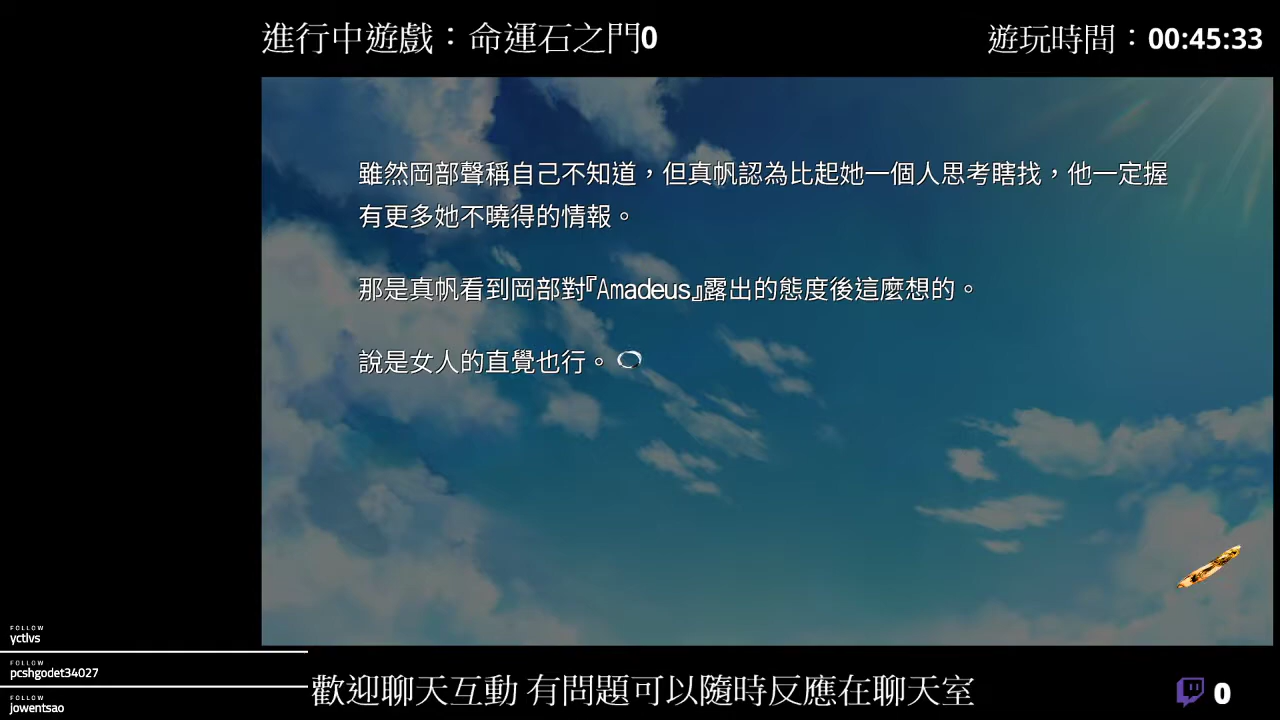 進行中遊戲：命運石之門0
遊玩時間：00:45:33
雖然岡部聲稱自己不知道，但真帆認為比起她一個人思考瞎找，他一定握
有更多她不曉得的情報。
那是真帆看到岡部對『Amadeus』露出的態度後這麼想的。
說是女人的直覺也行。
FOLLOW
yctlvs
FOLLOW
pcshgodet34027
FOLLOW
jowentsao
歡迎聊天互動 有問題可以隨時反應在聊天室
0